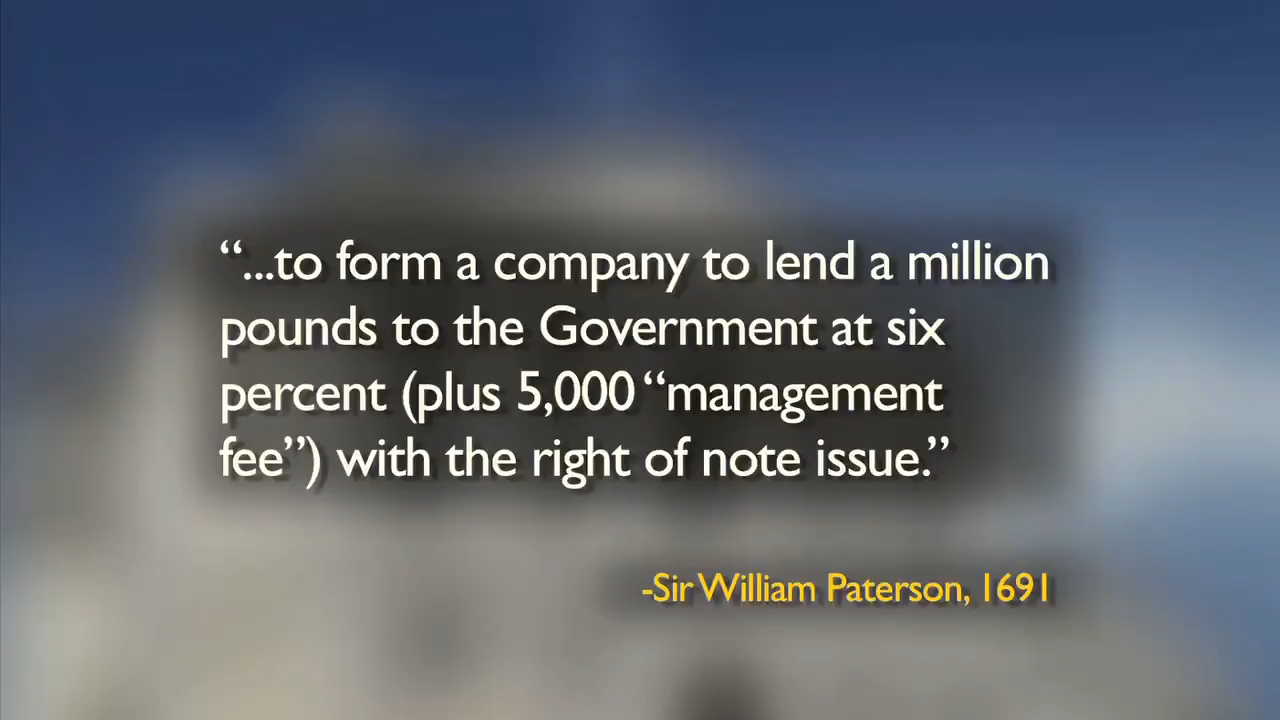 “...to form a company to lend a million
pounds to the Government at six
percent (plus 5,000 “management
fee”) with the right of note issue.”
-Sir William Paterson, 1691